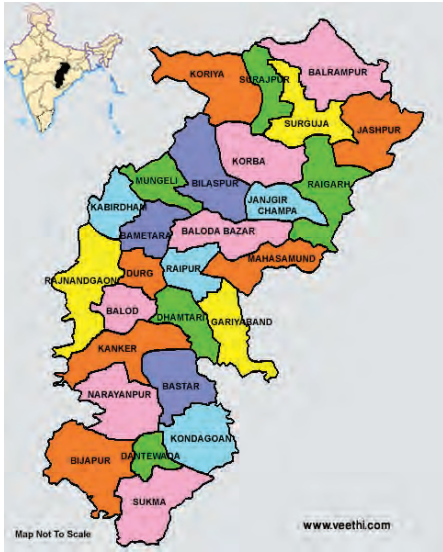 KORIYA
SURAJPUR
BALRAMPUR
SURGUJA
JASHPUR
KORBA
BILASPUR
MUNGELI
RAIGARH
KABIRDHAM
JANJGIR
CHAMPA
BAMETARA
BALODA BAZAR
MAHASAMUND
RAJNANDGAON
DURG
RAIPUR
BALOD
DHAMTARI
GARIYABAND
KANKER
BASTAR
NARAYANPUR
KONDAGOAN
BIJAPUR
DANTEWADA
SUKMA
Map Not To Scale
www.veethi.com